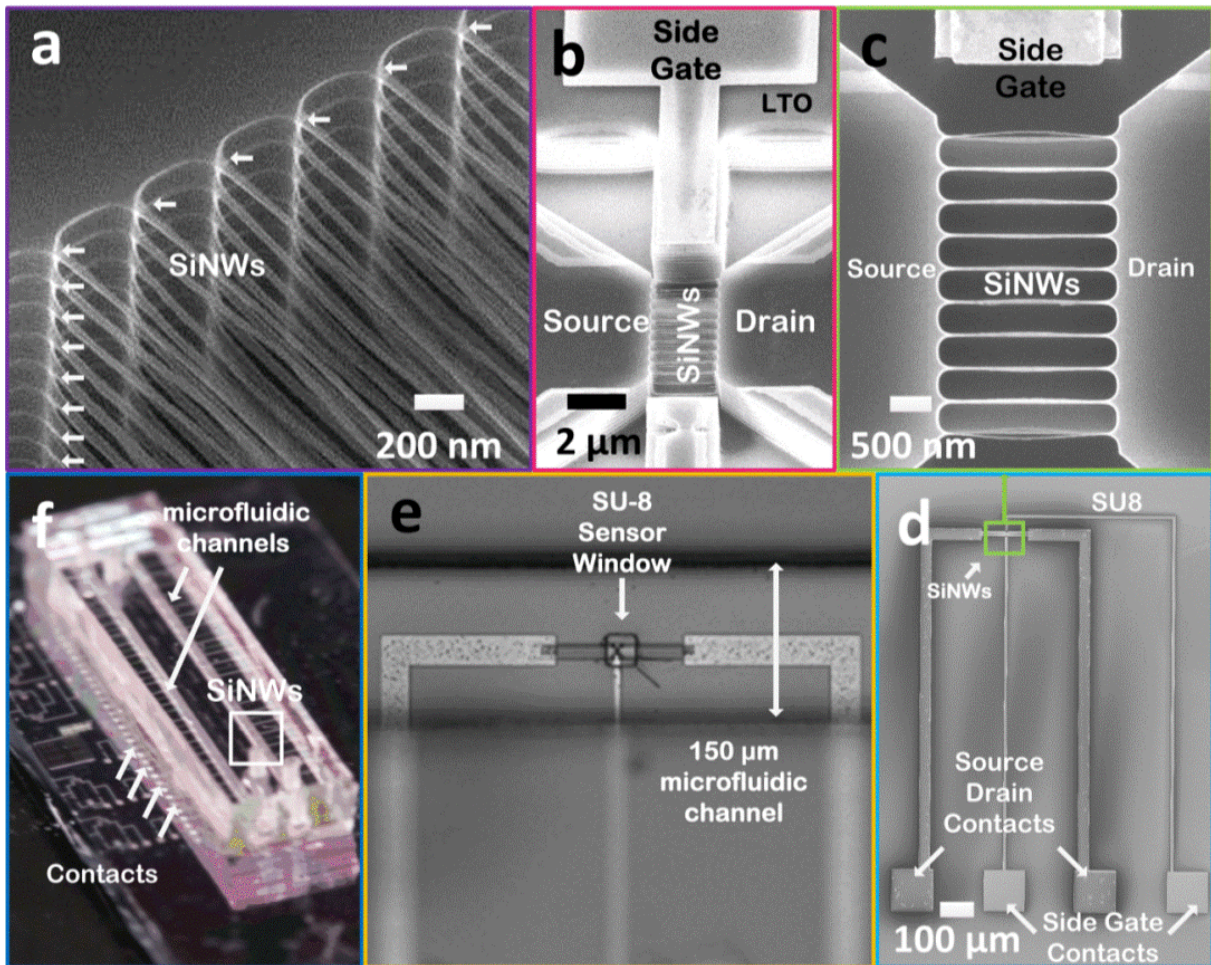 a
SiNWs
200 nm
b
Side
Gate
LTO
Source
SiNWs
Drain
2 µm
c
Side
Gate
Source
SiNWs
Drain
500 nm
f
microfluidic
channels
SiNWs
Contacts
e
SU-8
Sensor
Window
150 µm
microfluidic
channel
d
SU8
SiNWs
Source
Drain
Contacts
Side Gate
Contacts
100 µm